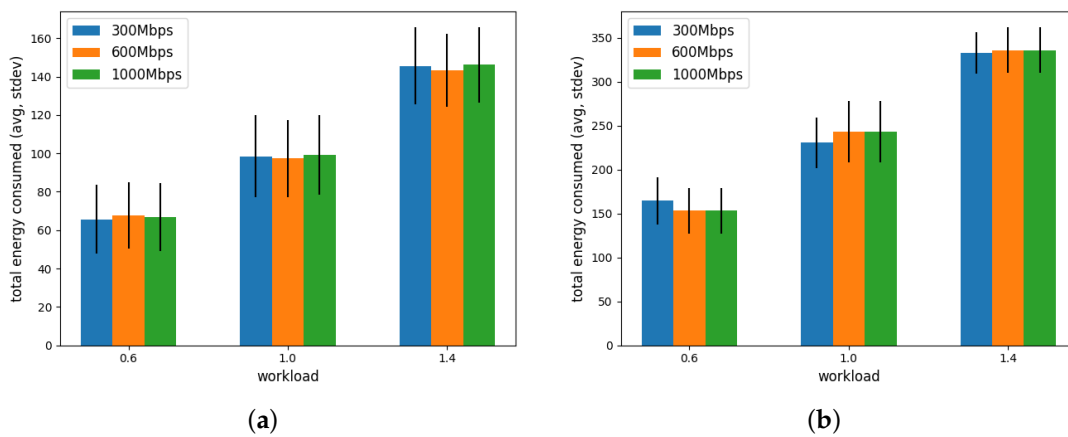 total energy consumed (avg, stdev)
160
140
120
100
80
60
40
20
0
300Mbps
600Mbps
1000Mbps
0.6
1.0
1.4
workload
(a)
total energy consumed (avg, stdev)
350
300
250
200
150
100
50
0
300Mbps
600Mbps
1000Mbps
0.6
1.0
1.4
workload
(b)